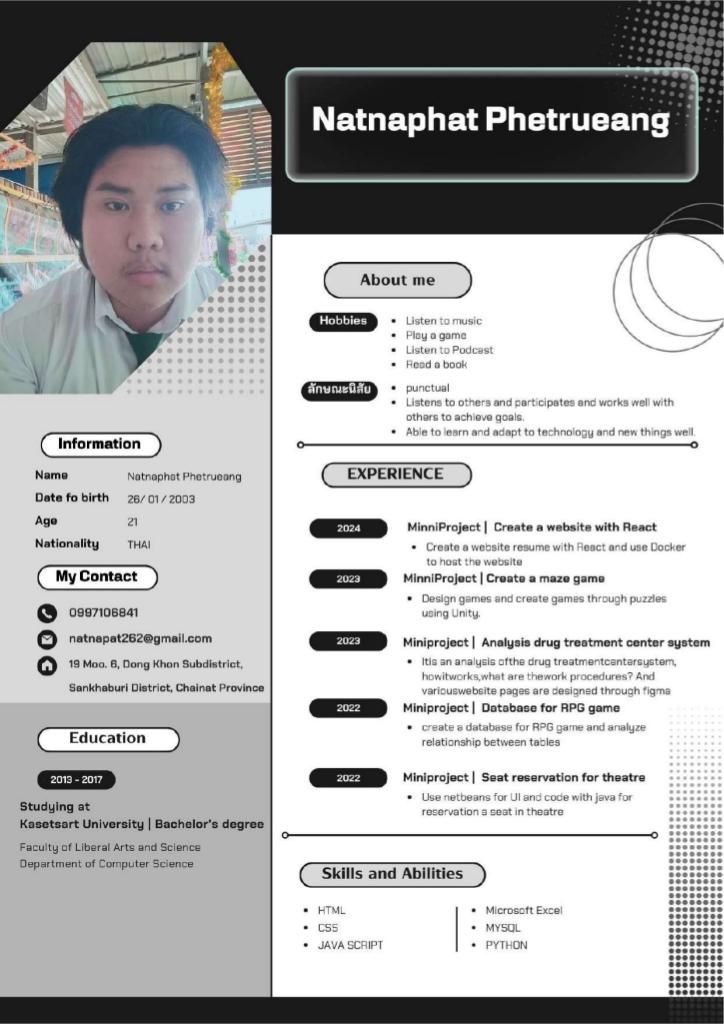 Natnaphat Phetrueang
Information
Name Natnaphat Phetrueang
Date fo birth 26/ 01 / 2003
Age 21
Nationality THAI
My Contact
0997106841
natnapat262@gmail.com
19 Moo. 6, Dong Khon Subdistrict,
Sankhaburi District, Chainat Province
Education
2013 - 2017
Studying at
Kasetsart University | Bachelor's degree
Faculty of Liberal Arts and Science
Department of Computer Science
About me
Hobbies
• Listen to music
• Play a game
• Listen to Podcast
• Read a book
ลักษณะนิสัย
• punctual
• Listens to others and participates and works well with
others to achieve goals.
• Able to learn and adapt to technology and new things well.
EXPERIENCE
2024 MinniProject | Create a website with React
• Create a website resume with React and use Docker
to host the website
2023 MinniProject | Create a maze game
• Design games and create games through puzzles
using Unity.
2023 Miniproject | Analysis drug treatment center system
• Itis an analysis ofthe drug treatmentcentersystem,
howitworks,what are thework procedures? And
variouswebsite pages are designed through figma
2022 Miniproject | Database for RPG game
• create a database for RPG game and analyze
relationship between tables
2022 Miniproject | Seat reservation for theatre
• Use netbeans for UI and code with java for
reservation a seat in theatre
Skills and Abilities
• HTML
• CSS
• JAVA SCRIPT
• Microsoft Excel
• MYSQL
• PYTHON